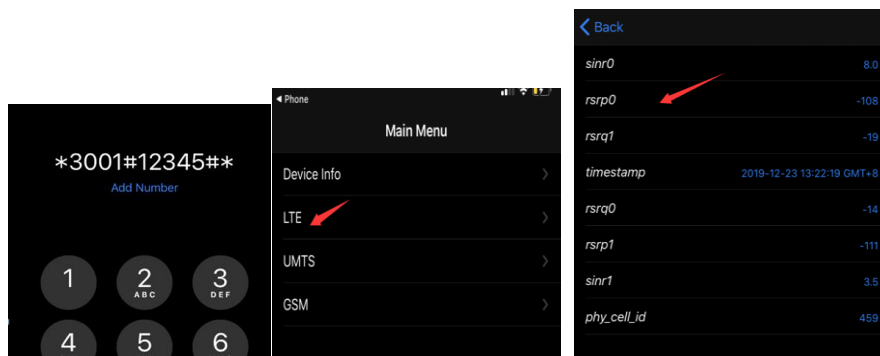 *3001#12345#*
Add Number
1
2
ABC
3
DEF
4
5
6
Phone
Main Menu
Device Info
LTE
UMTS
GSM
Back
sinr0 8.0
rsrp0 -108
rsrq1 -19
timestamp 2019-12-23 13:22:19 GMT+8
rsrq0 -14
rsrp1 -111
sinr1 3.5
phy_cell_id 459